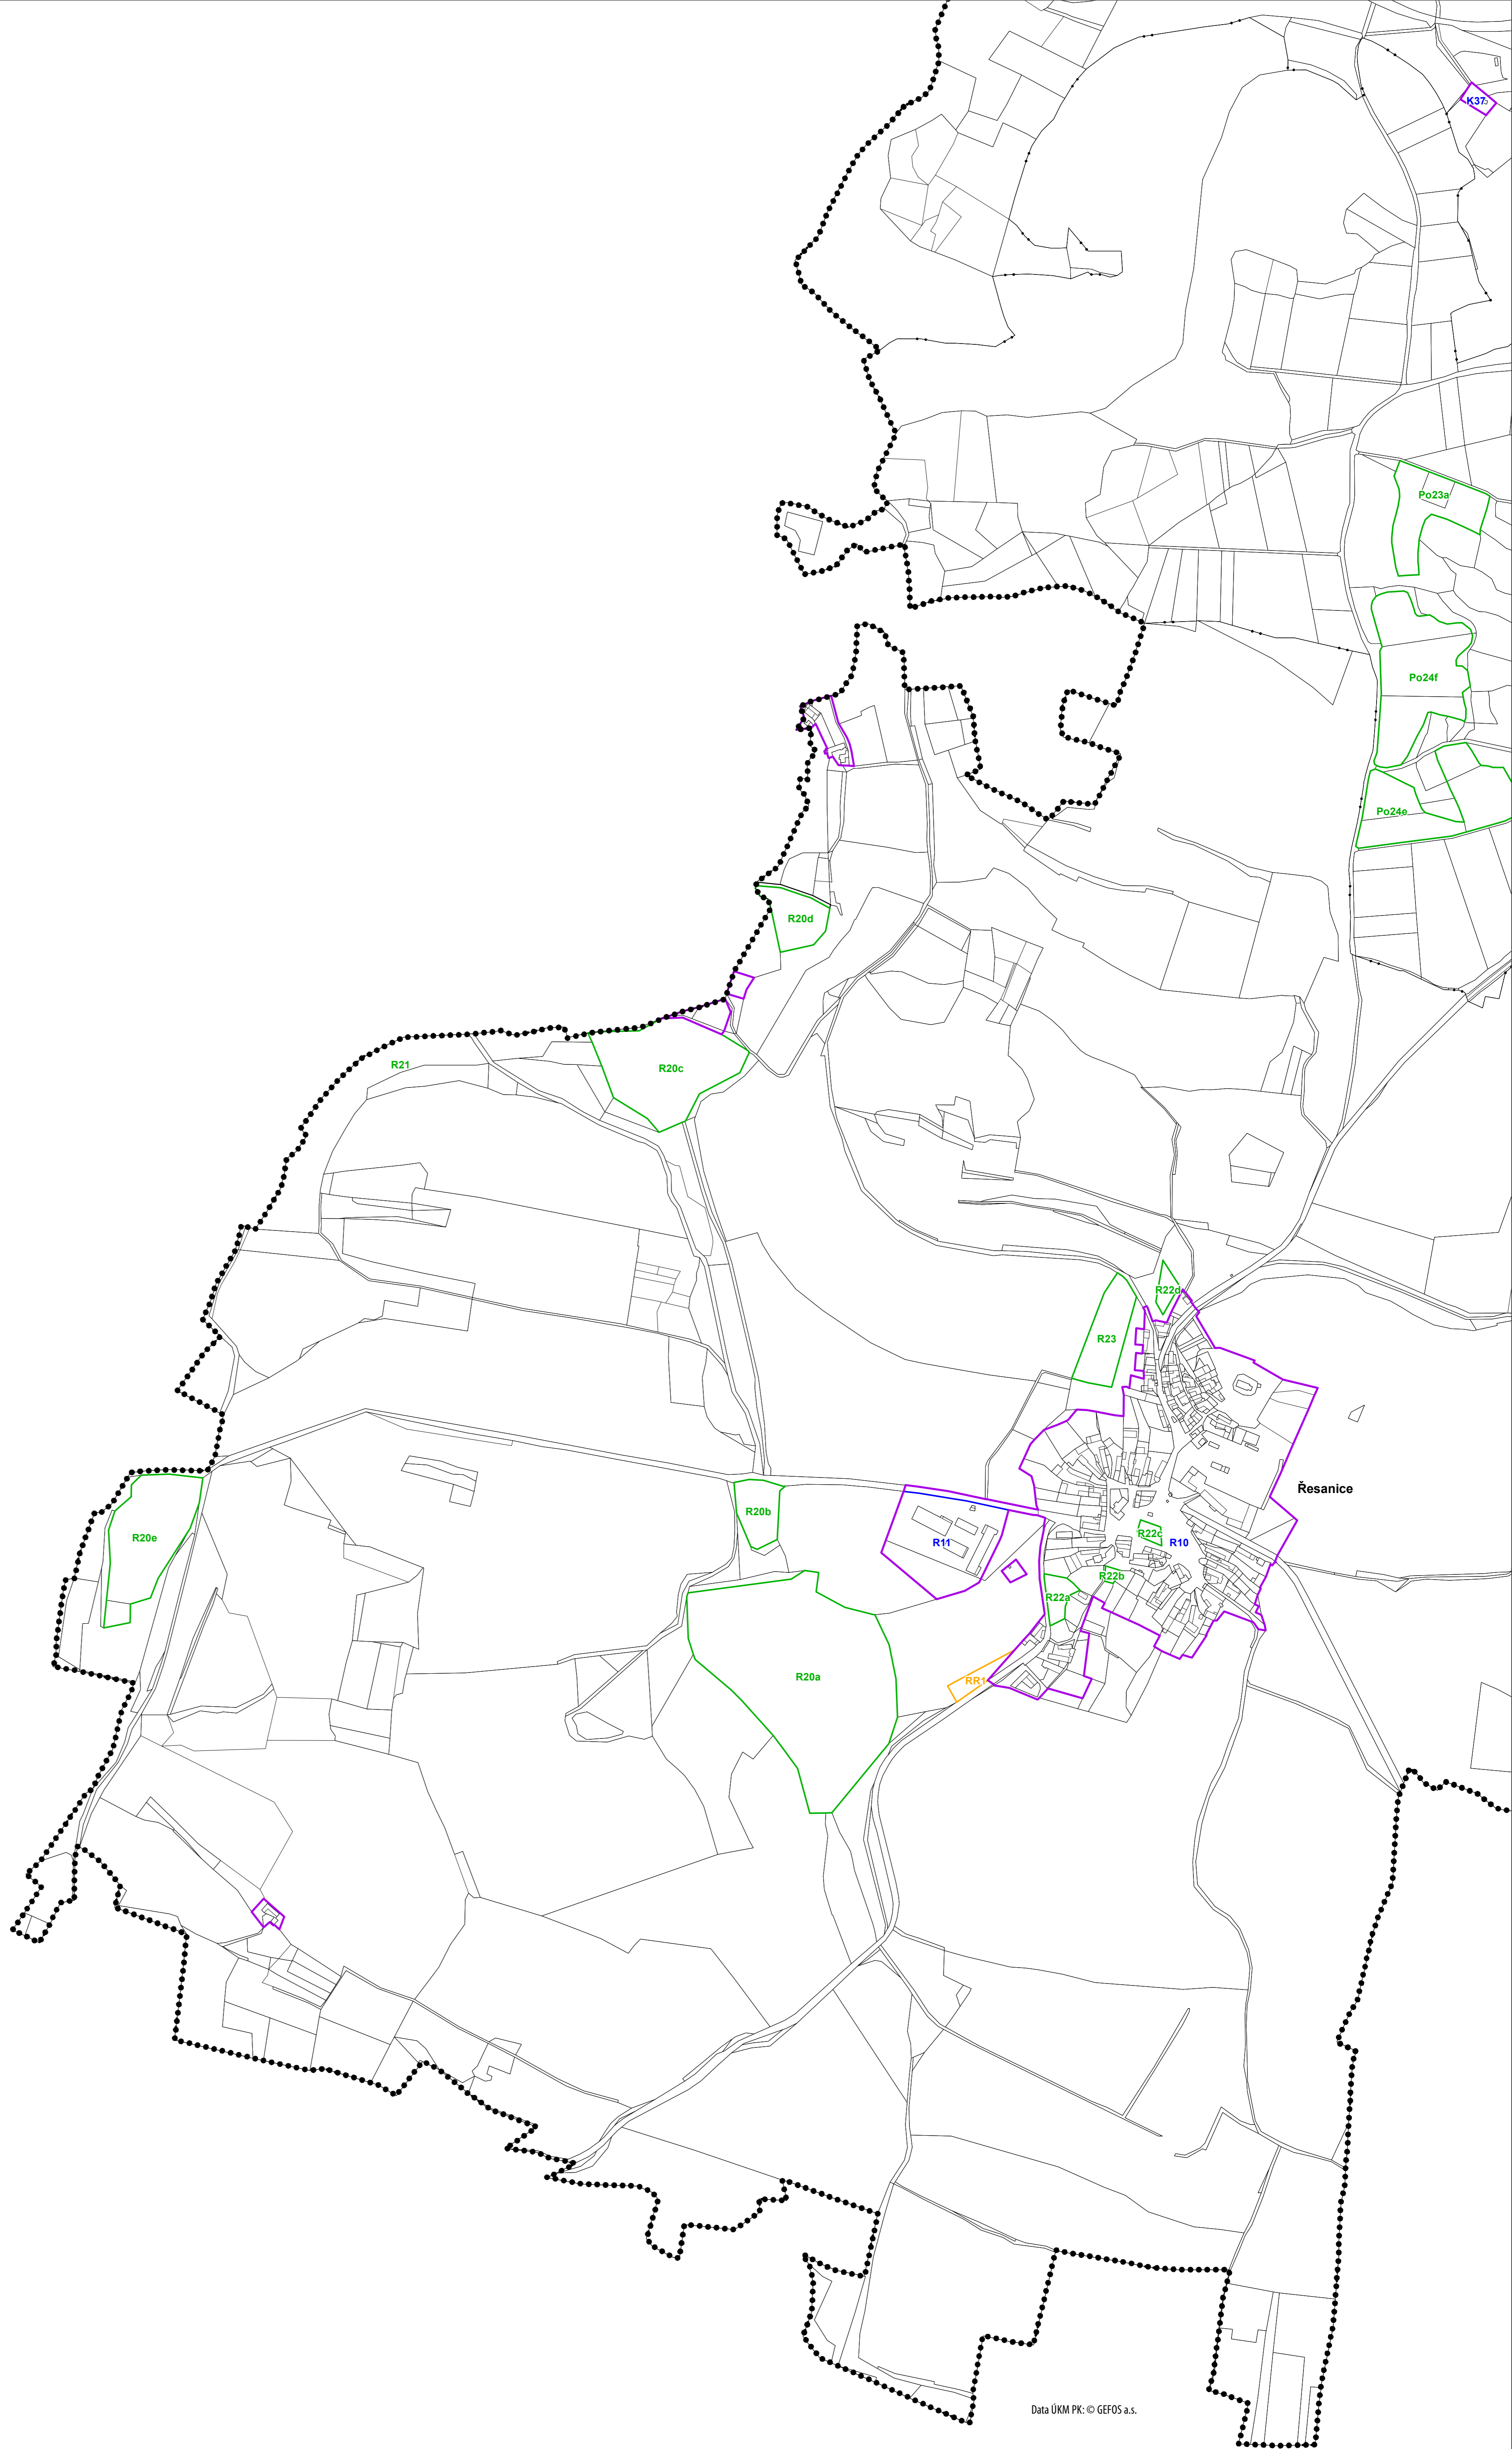 K37
Po23a
Po24f
Po24e
R20d
R21
R20c
R22d
R23
Řesanice
R20b
R20e
R22c
R11
R10
R22b
R22a
R20a
RR1
Data ÚKM PK: © GEFOS a.s.